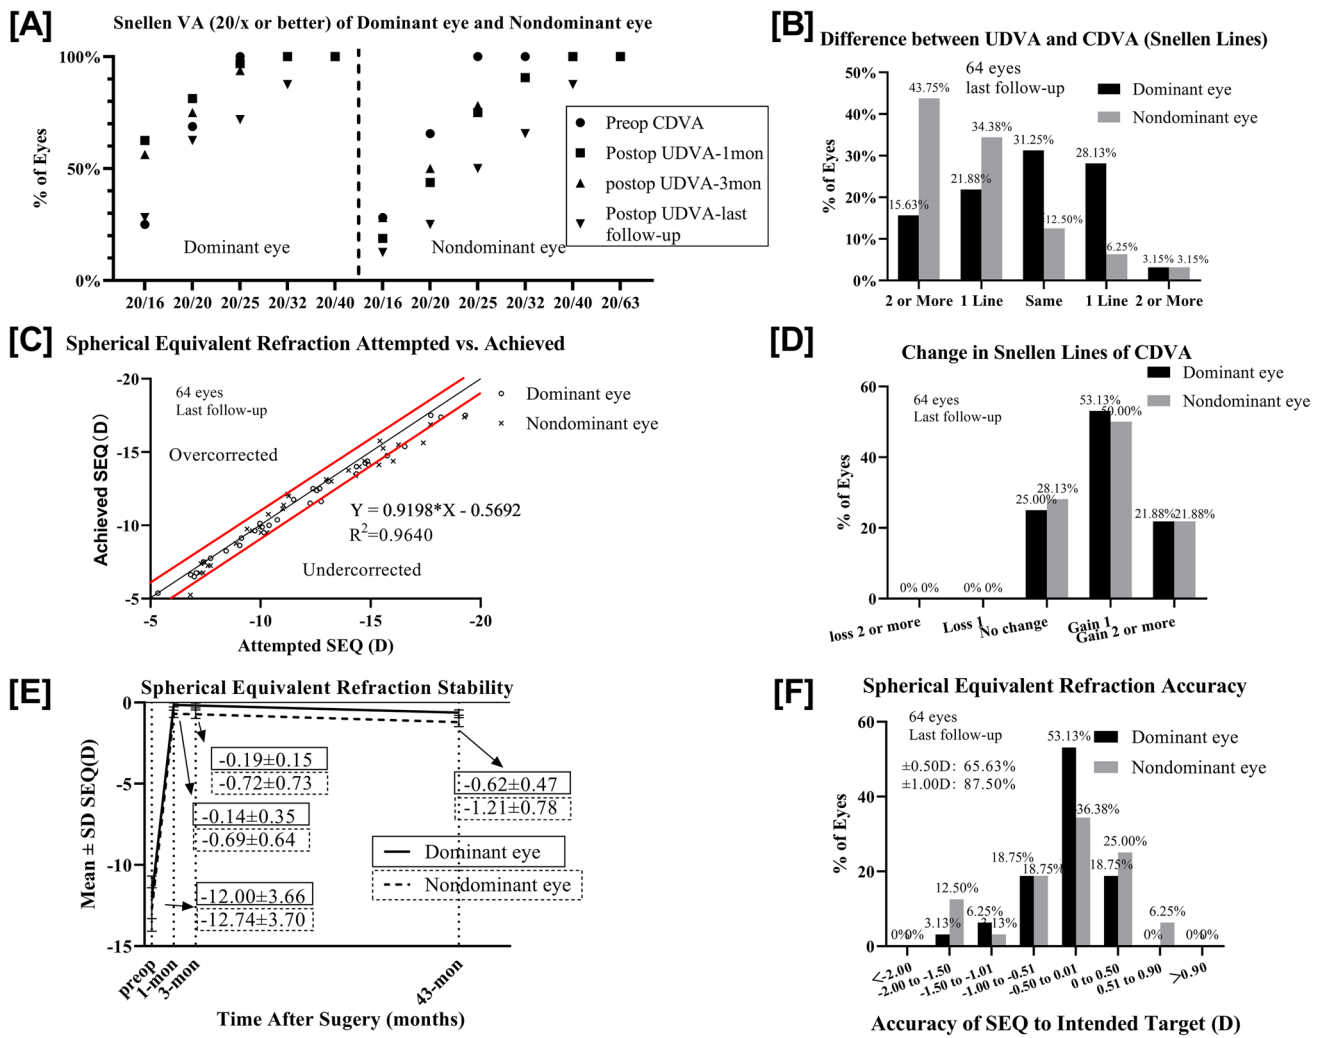 [A]
Snellen VA (20/x or better) of Dominant eye and Nondominant eye
100%
50%
0%
% of Eyes
Preop CDVA
Postop UDVA-1mon
postop UDVA-3mon
Postop UDVA-last
follow-up
Dominant eye
Nondominant eye
20/16 20/20 20/25 20/32 20/40 20/16 20/20 20/25 20/32 20/40 20/63
[B]
Difference between UDVA and CDVA (Snellen Lines)
64 eyes
last follow-up
Dominant eye
Nondominant eye
50%
40%
30%
20%
10%
0%
% of Eyes
15.63%
43.75%
21.88%
34.38%
31.25%
12.50%
28.13%
6.25%
3.15% 3.15%
2 or More 1 Line Same 1 Line 2 or More
[C]
Spherical Equivalent Refraction Attempted vs. Achieved
64 eyes
Last follow-up
Overcorrected
Dominant eye
Nondominant eye
Y = 0.9198*X - 0.5692
R2=0.9640
Undercorrected
-20
-15
-10
-5
Achieved SEQ(D)
-5 -10 -15 -20
Attempted SEQ (D)
[D]
Change in Snellen Lines of CDVA
Dominant eye
Nondominant eye
64 eyes
Last follow-up
60
40
20
0
% of Eyes
0% 0%
0% 0%
25.00%
28.13%
53.13%
50.00%
21.88% 21.88%
loss 2 or more
Loss 1
No change
Gain 1
Gain 2 or more
[E]
Spherical Equivalent Refraction Stability
0
-5
-10
-15
Mean ± SD SEQ(D)
-0.19±0.15
-0.72±0.73
-0.14±0.35
-0.69±0.64
-12.00±3.66
-12.74±3.70
-0.62±0.47
-1.21±0.78
Dominant eye
Nondominant eye
preop
1-mon
3-mon
43-mon
Time After Sugery (months)
[F]
Spherical Equivalent Refraction Accuracy
64 eyes
Last follow-up
±0.50D: 65.63%
±1.00D: 87.50%
Dominant eye
Nondominant eye
60
40
20
0
% of Eyes
0% 0%
3.13%
12.50%
6.25%
3.13%
18.75%
18.75%
53.13%
36.38%
18.75%
25.00%
0%
6.25%
0% 0%
<-2.00
-2.00 to -1.50
-1.50 to -1.01
-1.00 to -0.51
-0.50 to 0.01
0 to 0.50
0.51 to 0.90
>0.90
Accuracy of SEQ to Intended Target (D)